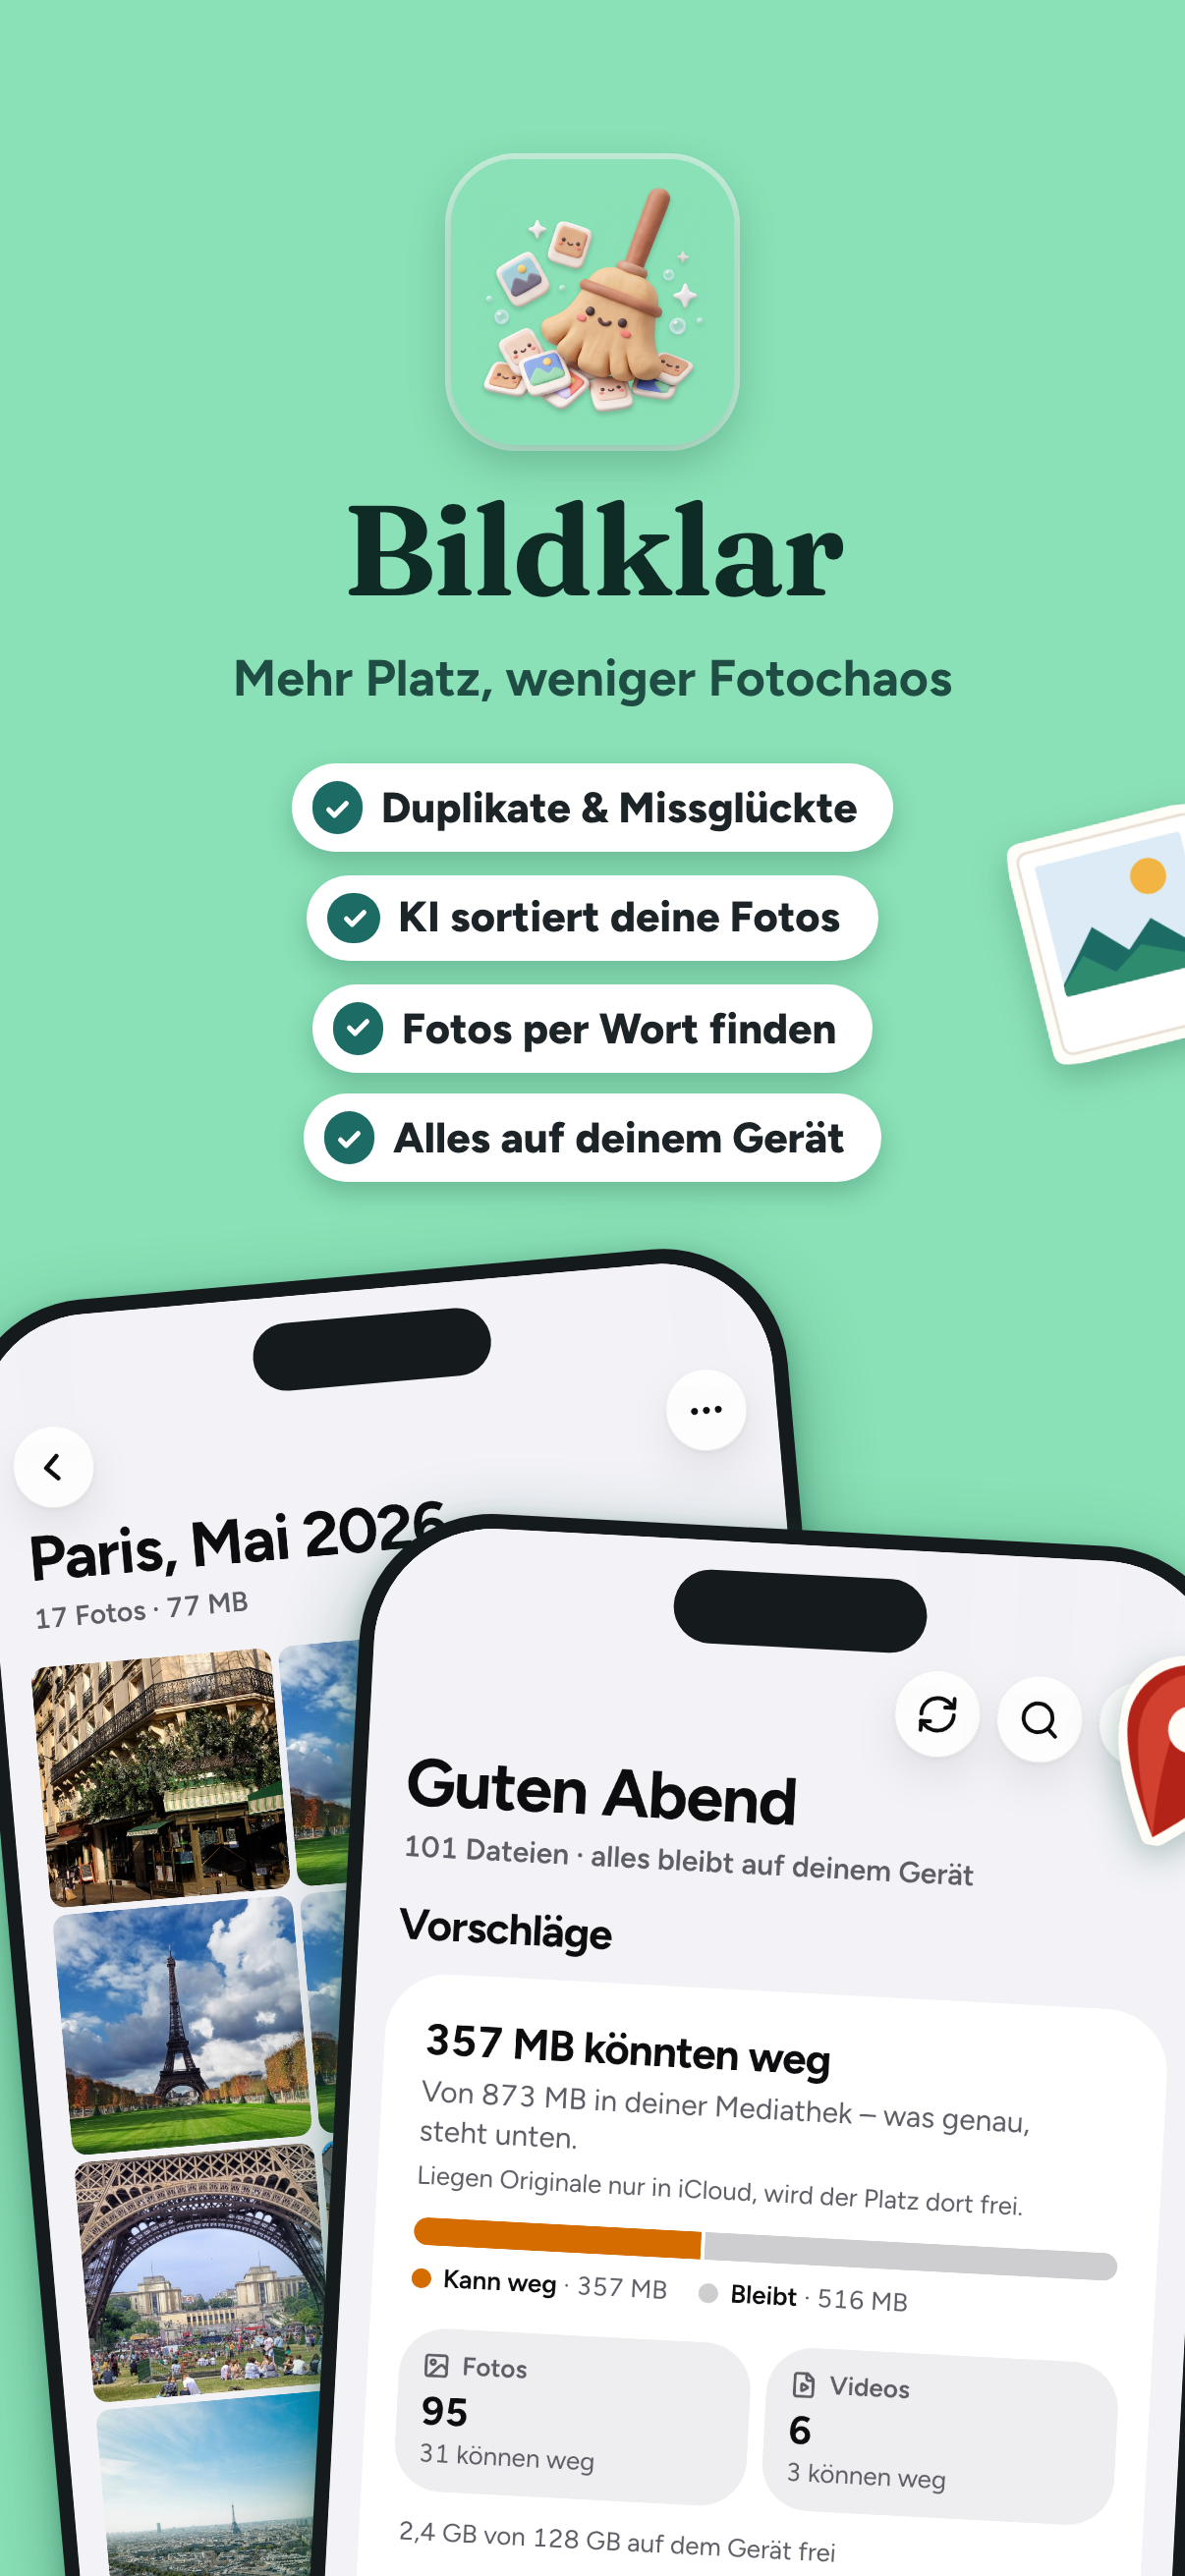 Bildklar
Mehr Platz, weniger Fotochaos
Duplikate & Missglückte
KI sortiert deine Fotos
Fotos per Wort finden
Alles auf deinem Gerät
Paris, Mai 2026
17 Fotos · 77 MB
Guten Abend
101 Dateien · alles bleibt auf deinem Gerät
Vorschläge
357 MB könnten weg
Von 873 MB in deiner Mediathek – was genau,
steht unten.
Liegen Originale nur in iCloud, wird der Platz dort frei.
Kann weg · 357 MB
Bleibt · 516 MB
Fotos
95
31 können weg
Videos
6
3 können weg
2,4 GB von 128 GB auf dem Gerät frei